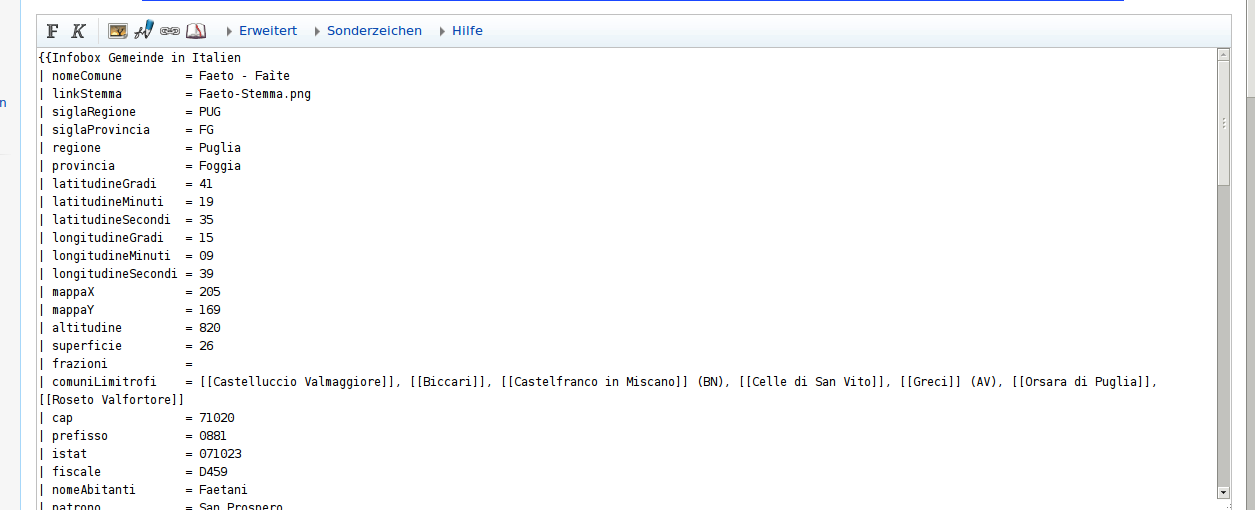 F K Erweitert Sonderzeichen Hilfe
{{Infobox Gemeinde in Italien
| nomeComune         = Faeto - Faíte
| linkStemma         = Faeto-Stemma.png
| siglaRegione       = PUG
| siglaProvincia     = FG
| regione            = Puglia
| provincia          = Foggia
| latitudineGradi    = 41
| latitudineMinuti   = 19
| latitudineSecondi  = 35
| longitudineGradi   = 15
| longitudineMinuti  = 09
| longitudineSecondi = 39
| mappaX             = 205
| mappaY             = 169
| altitudine         = 820
| superficie         = 26
| frazioni           =
| comuniLimitrofi    = [[Castelluccio Valmaggiore]], [[Biccari]], [[Castelfranco in Miscano]] (BN), [[Celle di San Vito]], [[Greci]] (AV), [[Orsara di Puglia]],
[[Roseto Valfortore]]
| cap                = 71020
| prefisso           = 0881
| istat              = 071023
| fiscale            = D459
| nomeAbitanti       = Faetani
| patrono            = San Prospero
n